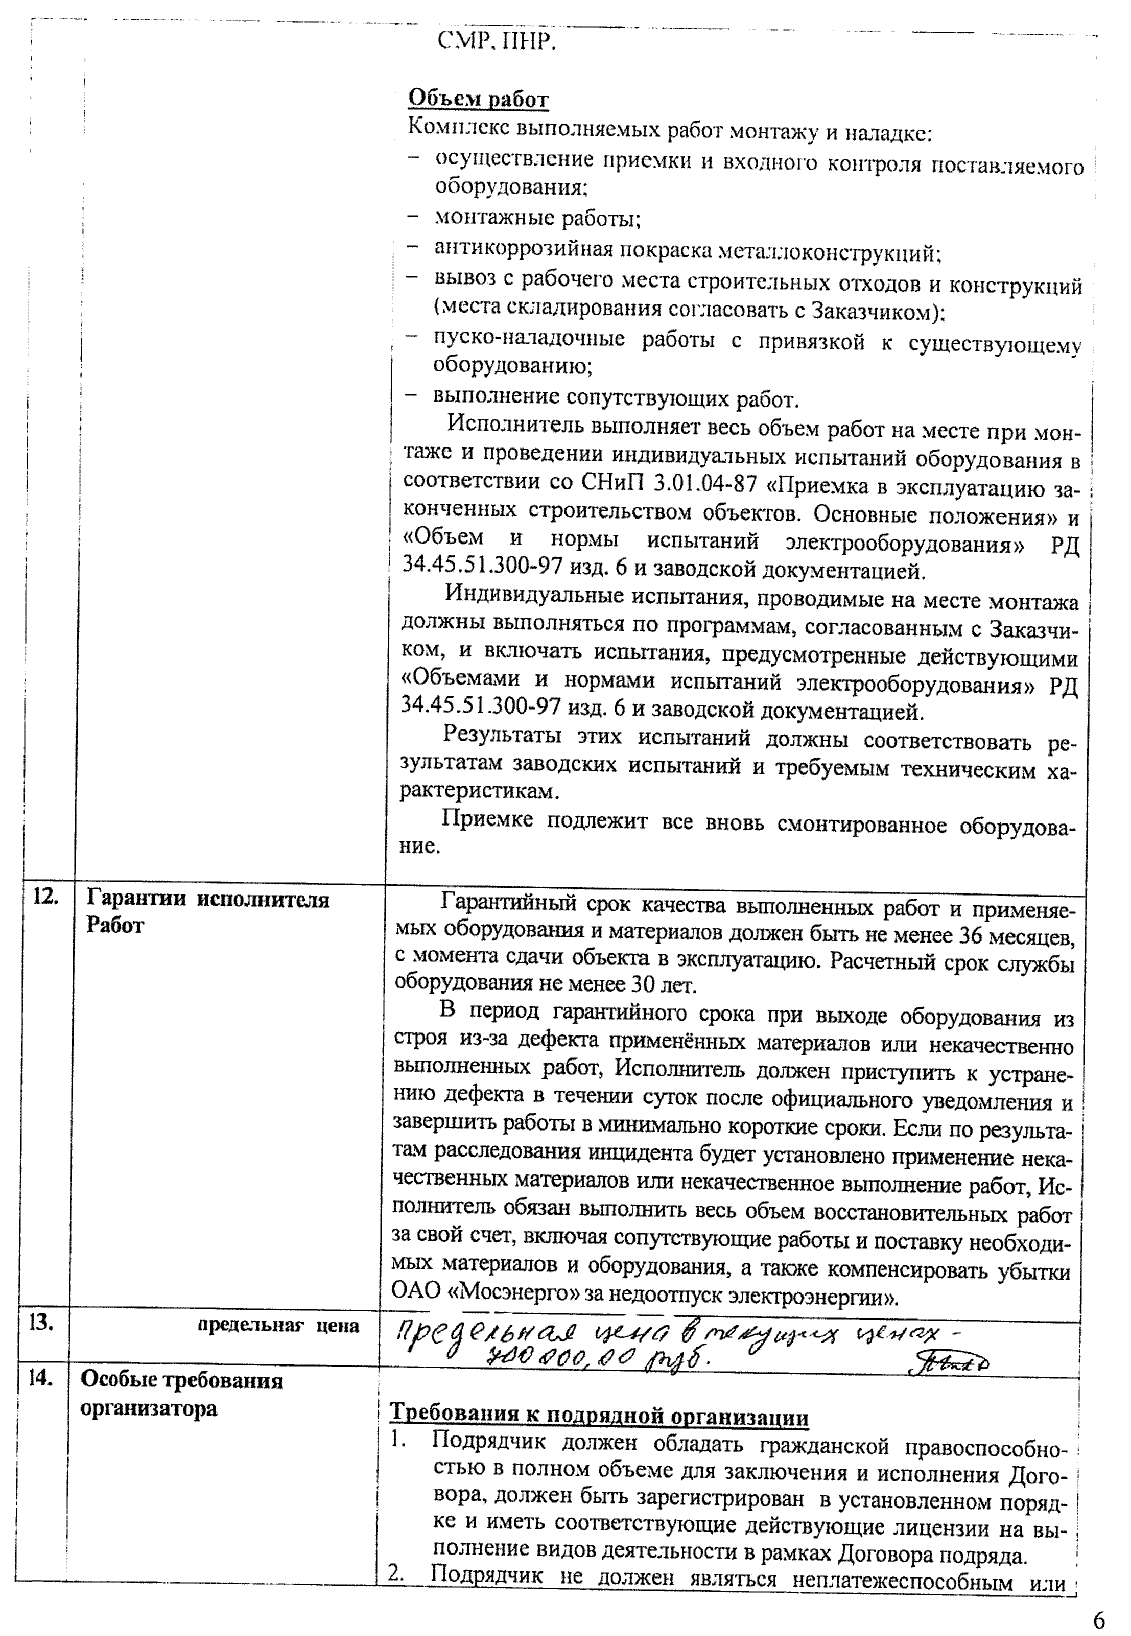 СМР, ПНР.
Объем работ
Комплекс выполняемых работ монтажу и наладке:
– осуществление приемки и входного контроля поставляемого
оборудования;
– монтажные работы;
– антикоррозийная покраска металлоконструкций;
– вывоз с рабочего места строительных отходов и конструкций
(места складирования согласовать с Заказчиком);
– пуско-наладочные работы с привязкой к существующему
оборудованию;
– выполнение сопутствующих работ.
Исполнитель выполняет весь объем работ на месте при мон-
таже и проведении индивидуальных испытаний оборудования в
соответствии со СНиП 3.01.04-87 «Приемка в эксплуатацию за-
конченных строительством объектов. Основные положения» и
«Объем и нормы испытаний электрооборудования» РД
34.45.51.300-97 изд. 6 и заводской документацией.
Индивидуальные испытания, проводимые на месте монтажа
должны выполняться по программам, согласованным с Заказчи-
ком, и включать испытания, предусмотренные действующими
«Объемами и нормами испытаний электрооборудования» РД
34.45.51.300-97 изд. 6 и заводской документацией.
Результаты этих испытаний должны соответствовать ре-
зультатам заводских испытаний и требуемым техническим ха-
рактеристикам.
Приемке подлежит все вновь смонтированное оборудова-
ние.
12. Гарантии исполнителя
Работ
Гарантийный срок качества выполненных работ и применяе-
мых оборудования и материалов должен быть не менее 36 месяцев,
с момента сдачи объекта в эксплуатацию. Расчетный срок службы
оборудования не менее 30 лет.
В период гарантийного срока при выходе оборудования из
строя из-за дефекта применённых материалов или некачественно
выполненных работ, Исполнитель должен приступить к устране-
нию дефекта в течении суток после официального уведомления и
завершить работы в минимально короткие сроки. Если по результа-
там расследования инцидента будет установлено применение нека-
чественных материалов или некачественное выполнение работ, Ис-
полнитель обязан выполнить весь объем восстановительных работ
за свой счет, включая сопутствующие работы и поставку необходи-
мых материалов и оборудования, а также компенсировать убытки
ОАО «Мосэнерго» за недоотпуск электроэнергии».
13. предельная цена
предельная цена в текущих ценах -
000,00 руб.
14. Особые требования
организатора
Требования к подрядной организации
1. Подрядчик должен обладать гражданской правоспособно-
стью в полном объеме для заключения и исполнения Дого-
вора, должен быть зарегистрирован в установленном поряд-
ке и иметь соответствующие действующие лицензии на вы-
полнение видов деятельности в рамках Договора подряда.
2. Подрядчик не должен являться неплатежеспособным или
6